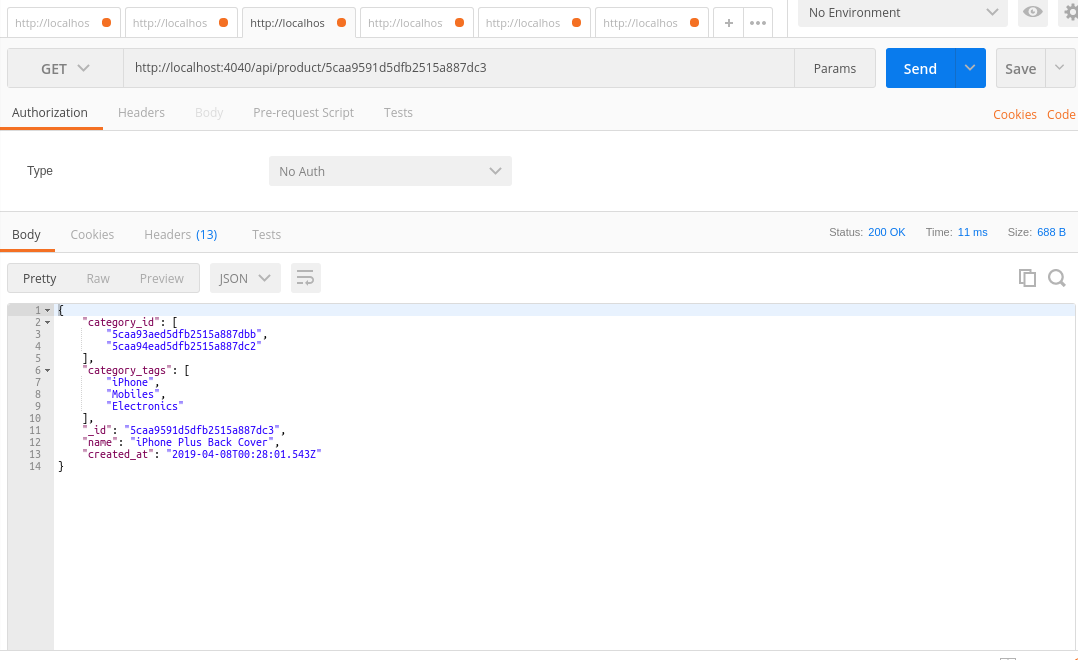 http://localhos http://localhos http://localhos http://localhos http://localhos http://localhos + ••• No Environment
GET http://localhost:4040/api/product/5caa9591d5dfb2515a887dc3 Params Send Save
Authorization Headers Body Pre-request Script Tests Cookies Code
Type No Auth
Body Cookies Headers (13) Tests Status: 200 OK Time: 11 ms Size: 688 B
Pretty Raw Preview JSON
1 {
2 "category_id": [
3 "5caa93aed5dfb2515a887dbb",
4 "5caa94ead5dfb2515a887dc2"
5 ],
6 "category_tags": [
7 "iPhone",
8 "Mobiles",
9 "Electronics"
10 ],
11 "_id": "5caa9591d5dfb2515a887dc3",
12 "name": "iPhone Plus Back Cover",
13 "created_at": "2019-04-08T00:28:01.543Z"
14 }